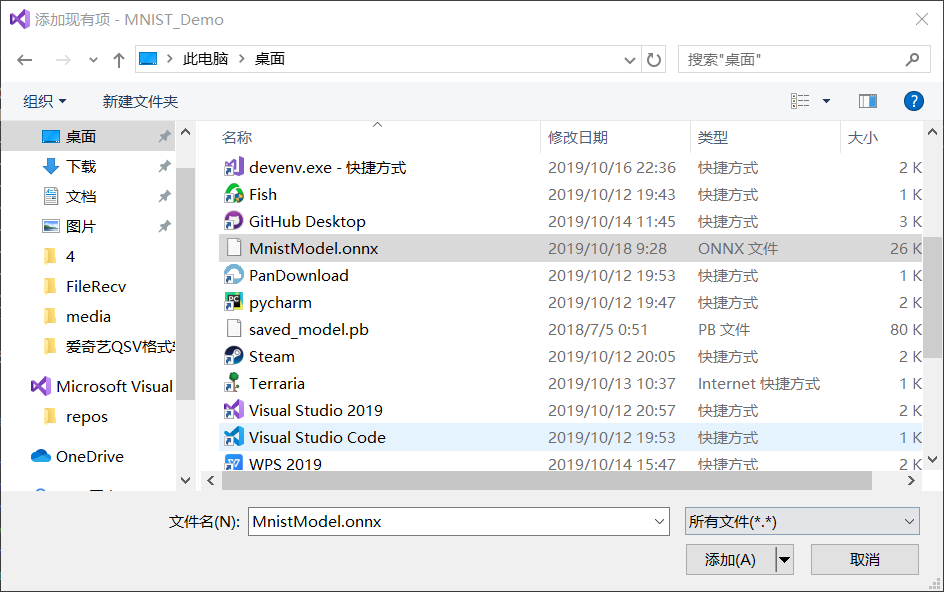 添加现有项 - MNIST_Demo
此电脑 桌面 搜索"桌面"
组织 新建文件夹
名称 修改日期 类型 大小
桌面
下载
文档
图片
4
FileRecv
media
爱奇艺QSV格式
Microsoft Visual
repos
OneDrive
devenv.exe - 快捷方式 2019/10/16 22:36 快捷方式 2 K
Fish 2019/10/12 19:43 快捷方式 1 K
GitHub Desktop 2019/10/14 11:45 快捷方式 3 K
MnistModel.onnx 2019/10/18 9:28 ONNX 文件 26 K
PanDownload 2019/10/12 19:53 快捷方式 1 K
pycharm 2019/10/12 19:47 快捷方式 2 K
saved_model.pb 2018/7/5 0:51 PB 文件 80 K
Steam 2019/10/12 20:05 快捷方式 2 K
Terraria 2019/10/13 10:37 Internet 快捷方式 1 K
Visual Studio 2019 2019/10/12 20:57 快捷方式 2 K
Visual Studio Code 2019/10/12 19:53 快捷方式 1 K
WPS 2019 2019/10/14 15:47 快捷方式 2 K
文件名(N): MnistModel.onnx 所有文件(*.*)
添加(A) 取消